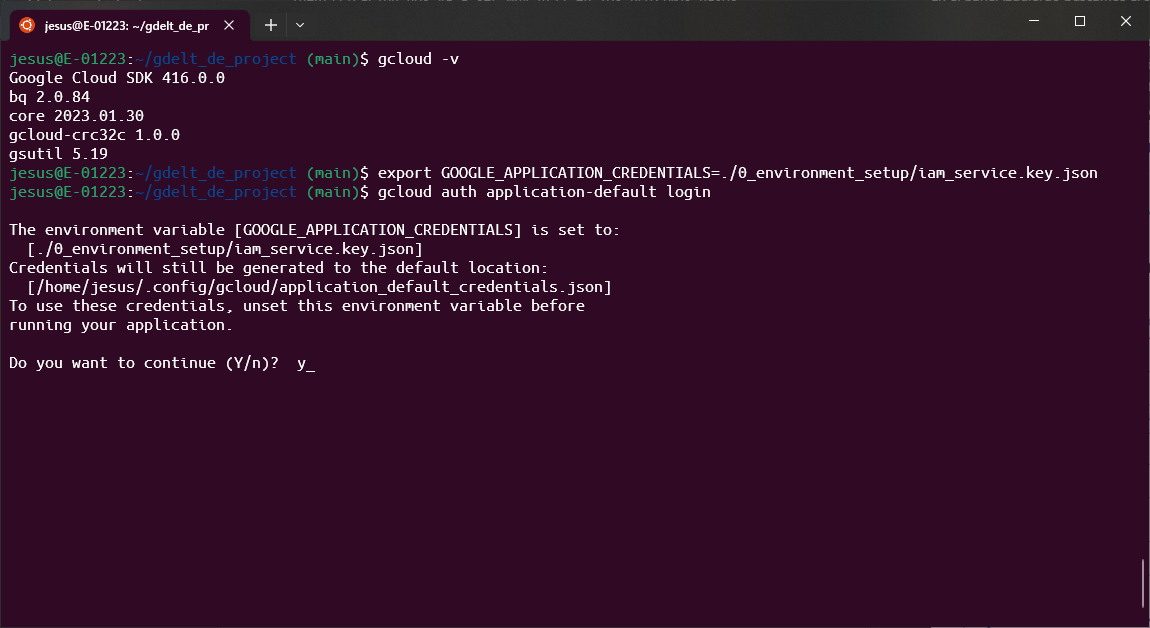 jesus@E-01223: ~/gdelt_de_pr
jesus@E-01223:~/gdelt_de_project (main)$ gcloud -v
Google Cloud SDK 416.0.0
bq 2.0.84
core 2023.01.30
gcloud-crc32c 1.0.0
gsutil 5.19
jesus@E-01223:~/gdelt_de_project (main)$ export GOOGLE_APPLICATION_CREDENTIALS=./0_environment_setup/iam_service.key.json
jesus@E-01223:~/gdelt_de_project (main)$ gcloud auth application-default login
The environment variable [GOOGLE_APPLICATION_CREDENTIALS] is set to:
[./0_environment_setup/iam_service.key.json]
Credentials will still be generated to the default location:
[/home/jesus/.config/gcloud/application_default_credentials.json]
To use these credentials, unset this environment variable before
running your application.
Do you want to continue (Y/n)?  y_